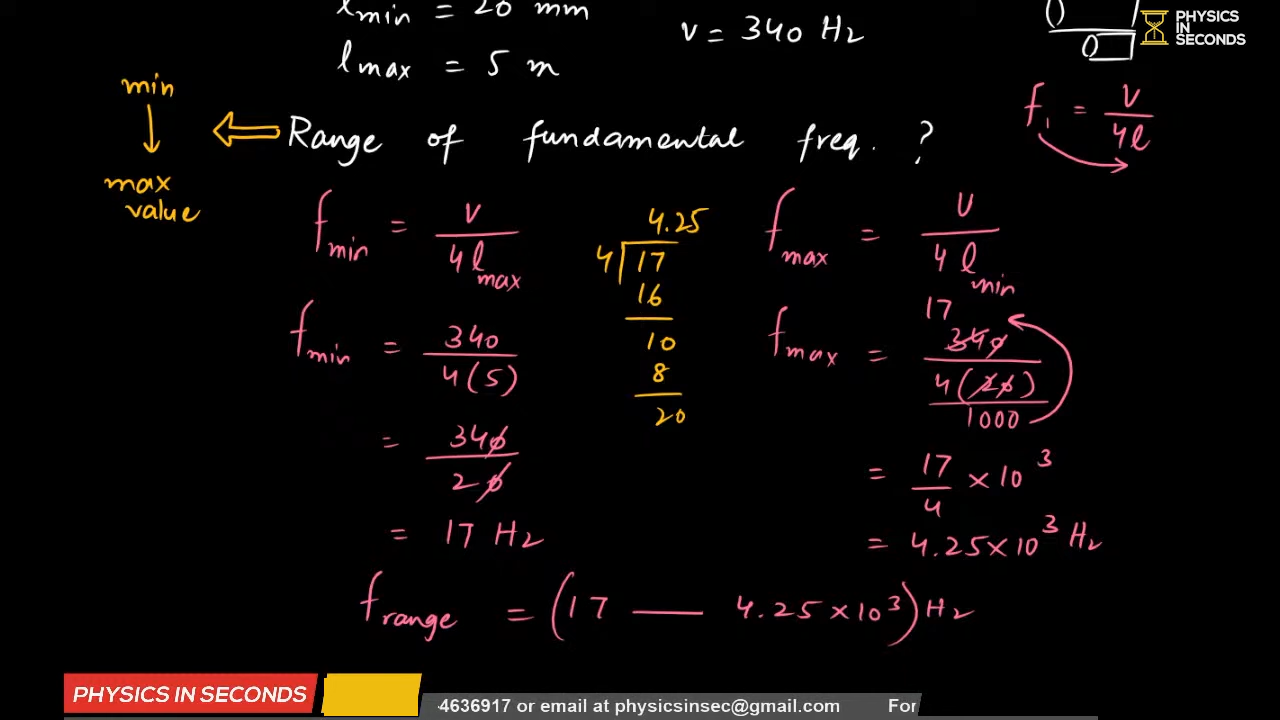 lmin = 20 mm
lmax = 5 m
v = 340 Hz
PHYSICS
IN
SECONDS
min
↓
max
value
Range of fundamental freq. ?
f1 = v/4l
fmin = v/4lmax
fmin = 340/4(5)
= 340/20
= 17 Hz
4.25
4 17
16
10
8
20
fmax = v/4lmin
17
fmax = 340/(4(20)/1000)
= 17/4 × 10^3
= 4.25×10^3 Hz
frange = (17 — 4.25×10^3) Hz
PHYSICS IN SECONDS
4636917 or email at physicsinsec@gmail.com For